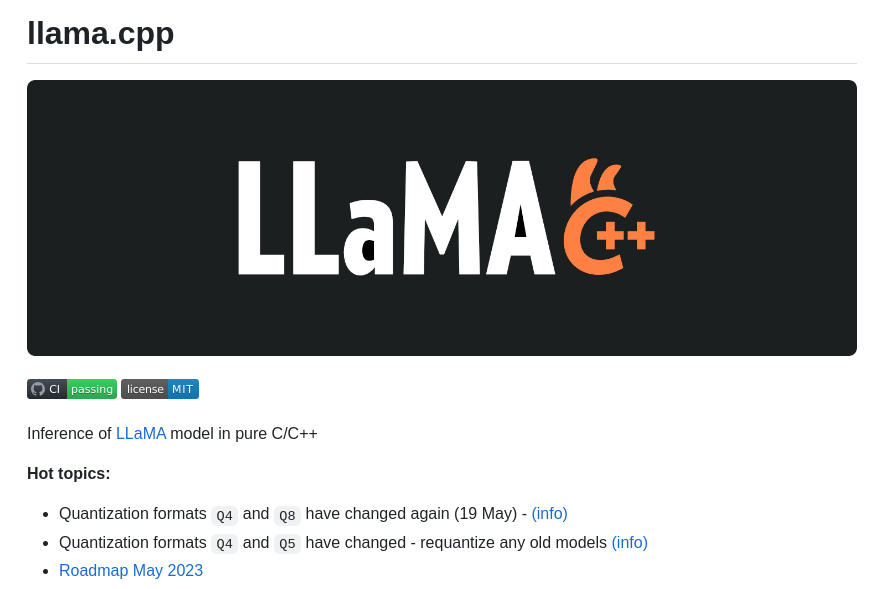 llama.cpp
LLaMA C++
CI passing license MIT
Inference of LLaMA model in pure C/C++
Hot topics:
• Quantization formats Q4 and Q8 have changed again (19 May) - (info)
• Quantization formats Q4 and Q5 have changed - requantize any old models (info)
• Roadmap May 2023